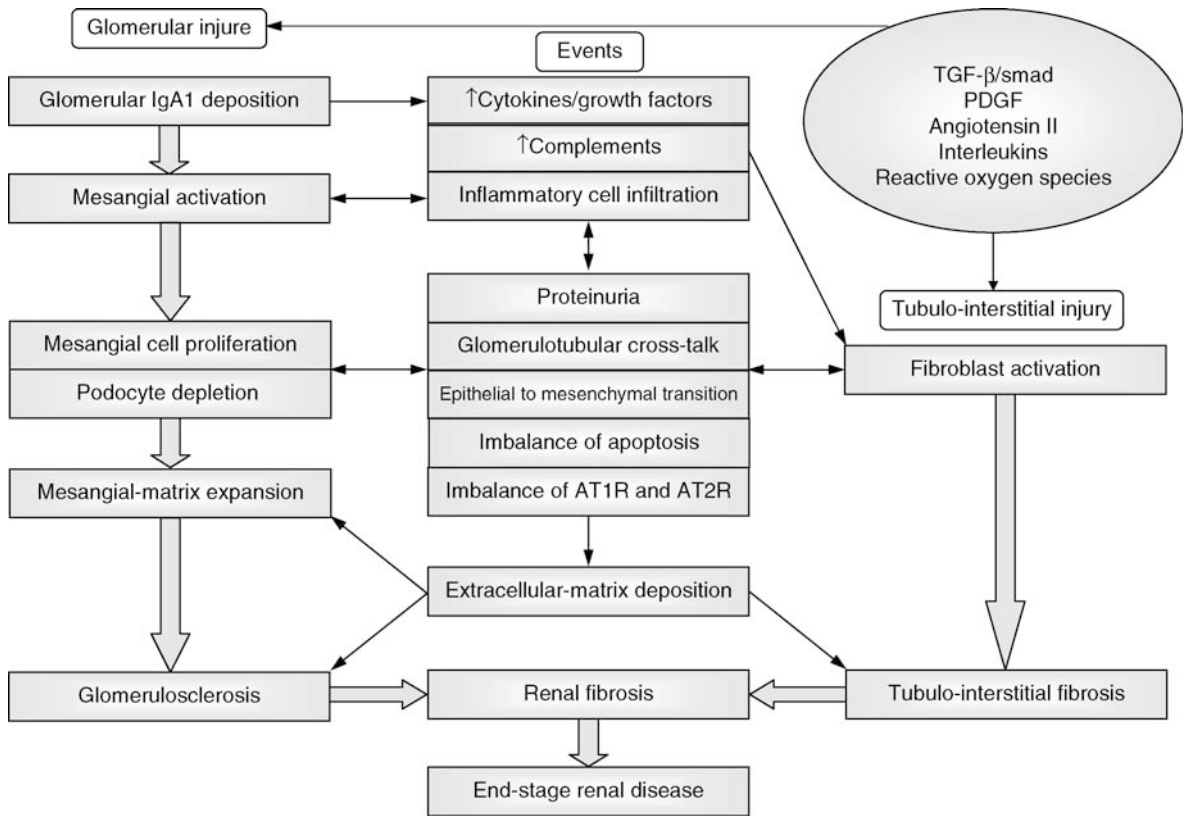 Glomerular injure
Events
TGF-β/smad
PDGF
Angiotensin II
Interleukins
Reactive oxygen species
Glomerular IgA1 deposition
↑Cytokines/growth factors
↑Complements
Mesangial activation
Inflammatory cell infiltration
Proteinuria
Tubulo-interstitial injury
Mesangial cell proliferation
Glomerulotubular cross-talk
Fibroblast activation
Podocyte depletion
Epithelial to mesenchymal transition
Imbalance of apoptosis
Mesangial-matrix expansion
Imbalance of AT1R and AT2R
Extracellular-matrix deposition
Glomerulosclerosis
Renal fibrosis
Tubulo-interstitial fibrosis
End-stage renal disease